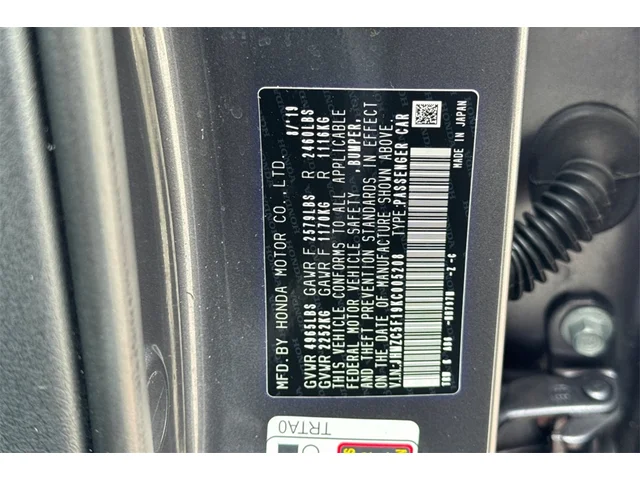 MFD.BY HONDA MOTOR CO.,LTD. 8/'19
GVWR 4965LBS GAWR F 2579LBS R 2460LBS
GVWR 2252KG GAWR F 1170KG R 1116KG
THIS VEHICLE CONFORMS TO ALL APPLICABLE
FEDERAL MOTOR VEHICLE SAFETY ,BUMPER,
AND THEFT PREVENTION STANDARDS IN EFFECT
ON THE DATE OF MANUFACTURE SHOWN ABOVE.
V.I.N.:JHMZC5F19KC005208 TYPE:PASSENGER CAR
-Z-C MADE IN JAPAN
TRTA0